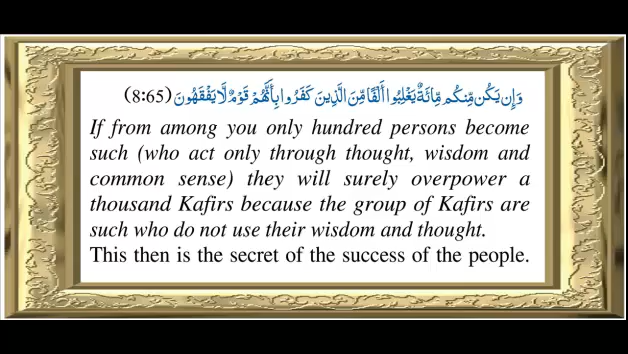 وَإِن يَكُن مِّنكُم مِّائَةٌ يَغْلِبُوا أَلْفًا مِّنَ الَّذِينَ كَفَرُوا بِأَنَّهُمْ قَوْمٌ لَّا يَفْقَهُونَ (8:65)
If from among you only hundred persons become
such (who act only through thought, wisdom and
common sense) they will surely overpower a
thousand Kafirs because the group of Kafirs are
such who do not use their wisdom and thought.
This then is the secret of the success of the people.